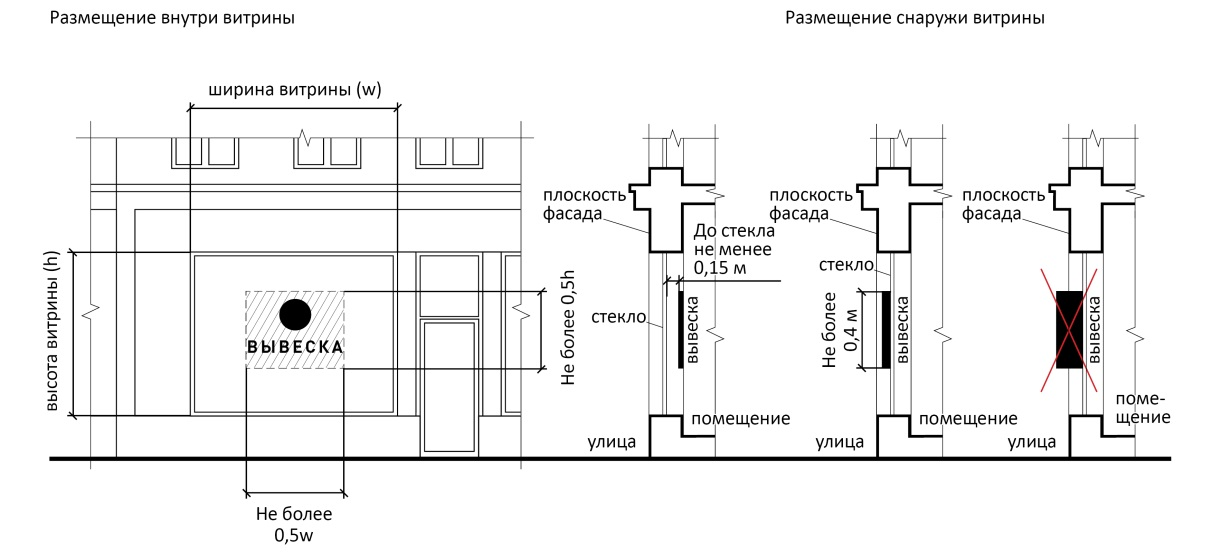 Размещение внутри витрины
Размещение снаружи витрины
ширина витрины (w)
высота витрины (h)
ВЫВЕСКА
Не более 0,5h
Не более
0,5w
плоскость
фасада
До стекла
не менее
0,15 м
стекло
вывеска
помещение
улица
плоскость
фасада
стекло
Не более
0,4 м
вывеска
помещение
улица
плоскость
фасада
вывеска
поме-
щение
улица